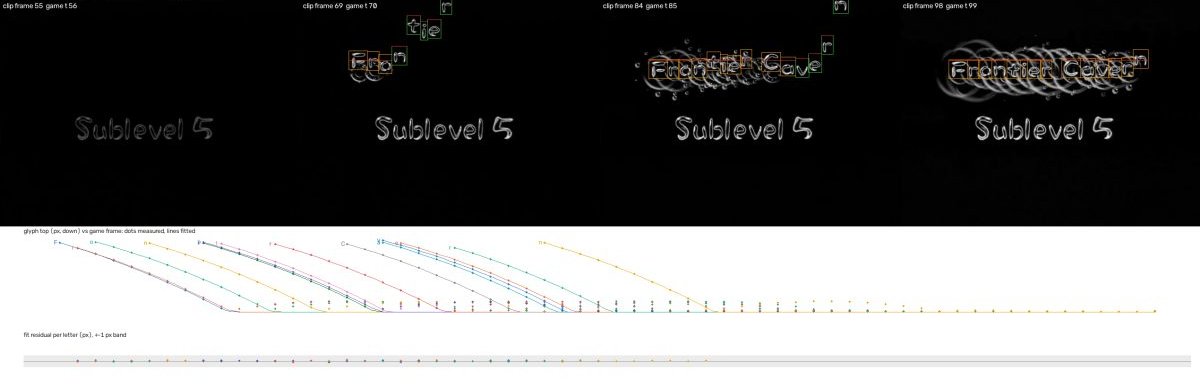 clip frame 55 game t 56
clip frame 69 game t 70
clip frame 84 game t 85
clip frame 98 game t 99
r
n
t i e
F r o n
r
Frontier Cave
Frontier Cavern
Sublevel 5
Sublevel 5
Sublevel 5
Sublevel 5
glyph top (px, down) vs game frame; dots measured, lines fitted
fit residual per letter (px), +-1 px band